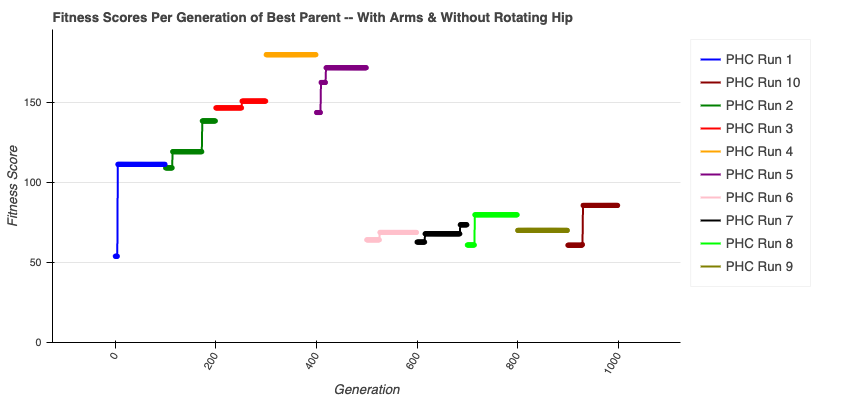 Fitness Scores Per Generation of Best Parent -- With Arms & Without Rotating Hip
Fitness Score
150
100
50
0
0
200
400
600
800
1000
Generation
PHC Run 1
PHC Run 10
PHC Run 2
PHC Run 3
PHC Run 4
PHC Run 5
PHC Run 6
PHC Run 7
PHC Run 8
PHC Run 9